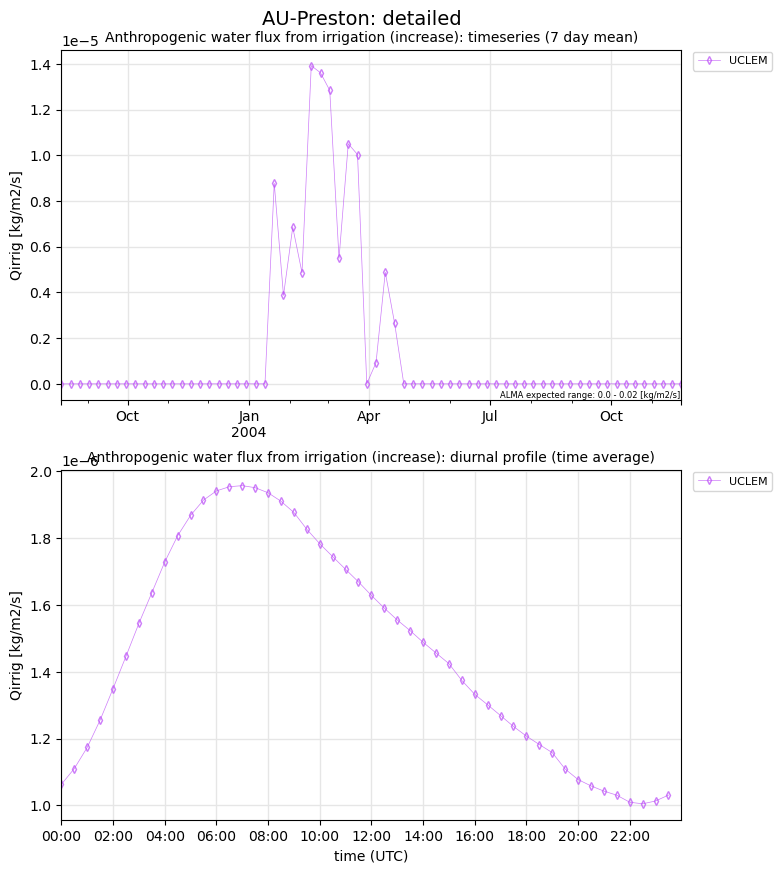 AU-Preston: detailed
Anthropogenic water flux from irrigation (increase): timeseries (7 day mean)
1e−5
UCLEM
1.4
1.2
1.0
0.8
0.6
0.4
0.2
0.0
Qirrig [kg/m2/s]
ALMA expected range: 0.0 - 0.02 [kg/m2/s]
Oct Jan Apr Jul Oct
2004
Anthropogenic water flux from irrigation (increase): diurnal profile (time average)
1e−6
UCLEM
2.0
1.8
1.6
1.4
1.2
1.0
Qirrig [kg/m2/s]
00:00 02:00 04:00 06:00 08:00 10:00 12:00 14:00 16:00 18:00 20:00 22:00
time (UTC)